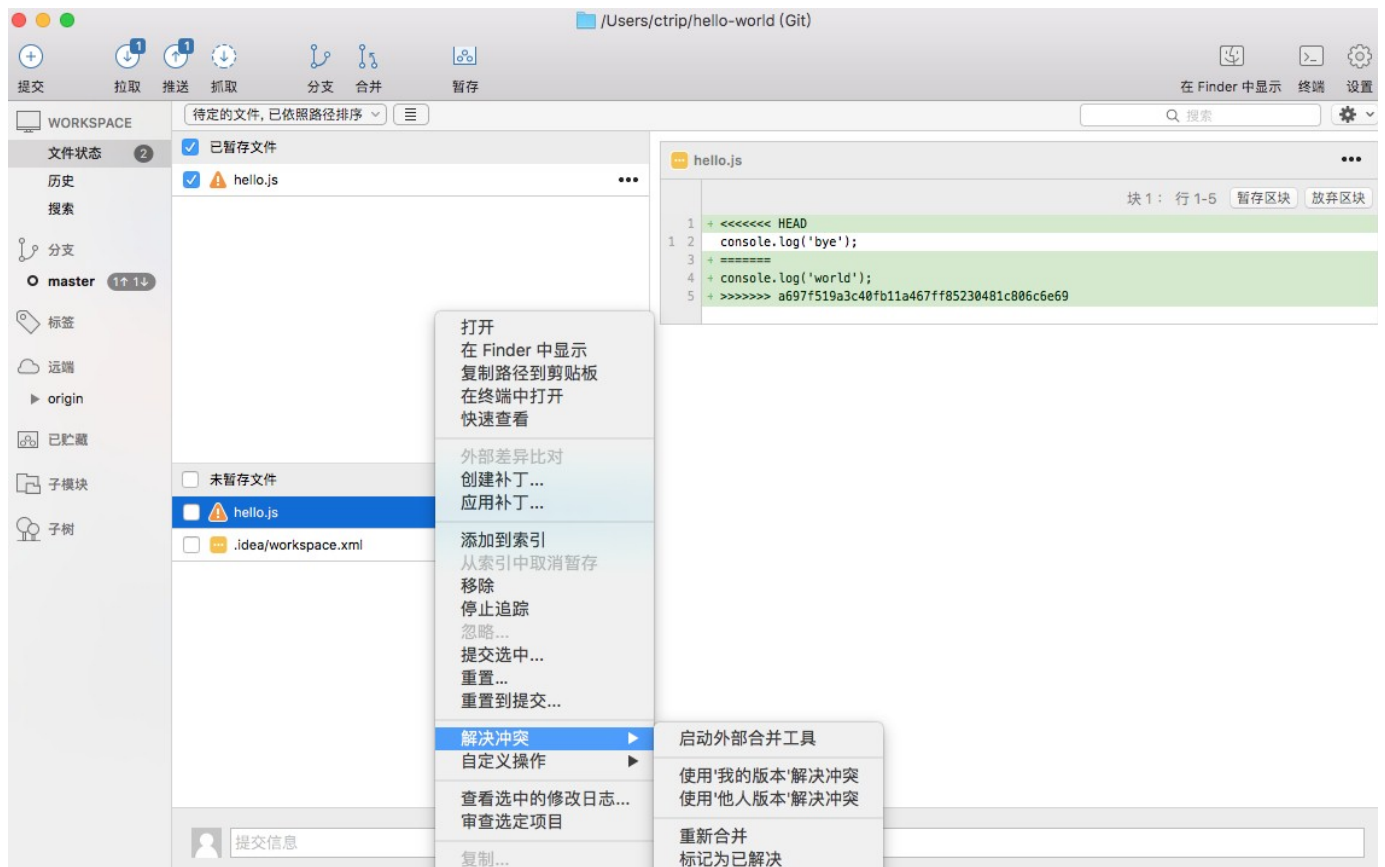 /Users/ctrip/hello-world (Git)
1 1
提交 拉取 推送 抓取 分支 合并 暂存 在 Finder 中显示 终端 设置
WORKSPACE
文件状态 2
历史
搜索
分支
master 1↑ 1↓
标签
远端
origin
已贮藏
子模块
子树
待定的文件, 已依照路径排序
搜索
已暂存文件
hello.js
未暂存文件
hello.js
.idea/workspace.xml
提交信息
hello.js
块 1： 行 1-5 暂存区块 放弃区块
1 + <<<<<<< HEAD
1 2 console.log('bye');
3 + =======
4 + console.log('world');
5 + >>>>>>> a697f519a3c40fb11a467ff85230481c806c6e69
打开
在 Finder 中显示
复制路径到剪贴板
在终端中打开
快速查看
外部差异比对
创建补丁...
应用补丁...
添加到索引
从索引中取消暂存
移除
停止追踪
忽略...
提交选中...
重置...
重置到提交...
解决冲突
自定义操作
查看选中的修改日志...
审查选定项目
复制...
启动外部合并工具
使用'我的版本'解决冲突
使用'他人版本'解决冲突
重新合并
标记为已解决